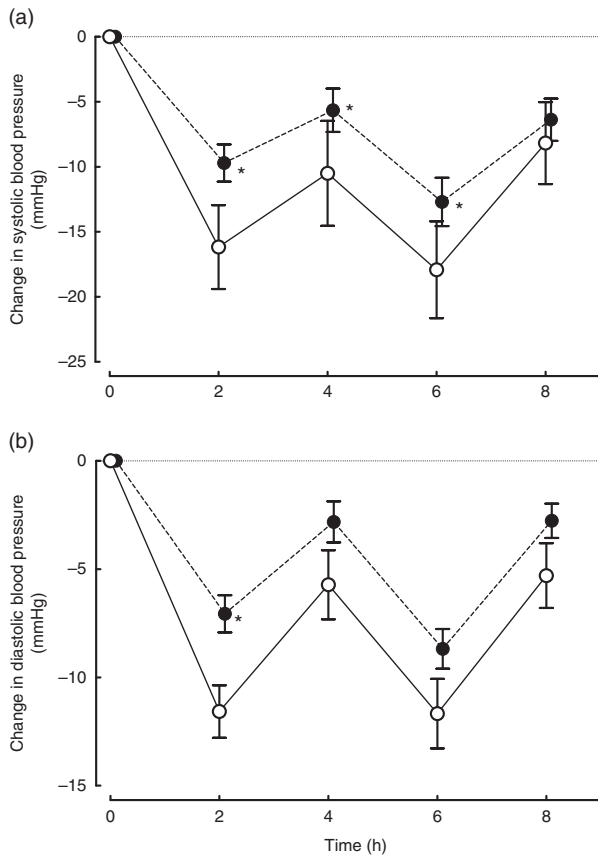 (a)
0
−5
−10
−15
−20
−25
Change in systolic blood pressure
(mmHg)
*
*
*
0 2 4 6 8
(b)
0
−5
−10
−15
Change in diastolic blood pressure
(mmHg)
*
0 2 4 6 8
Time (h)